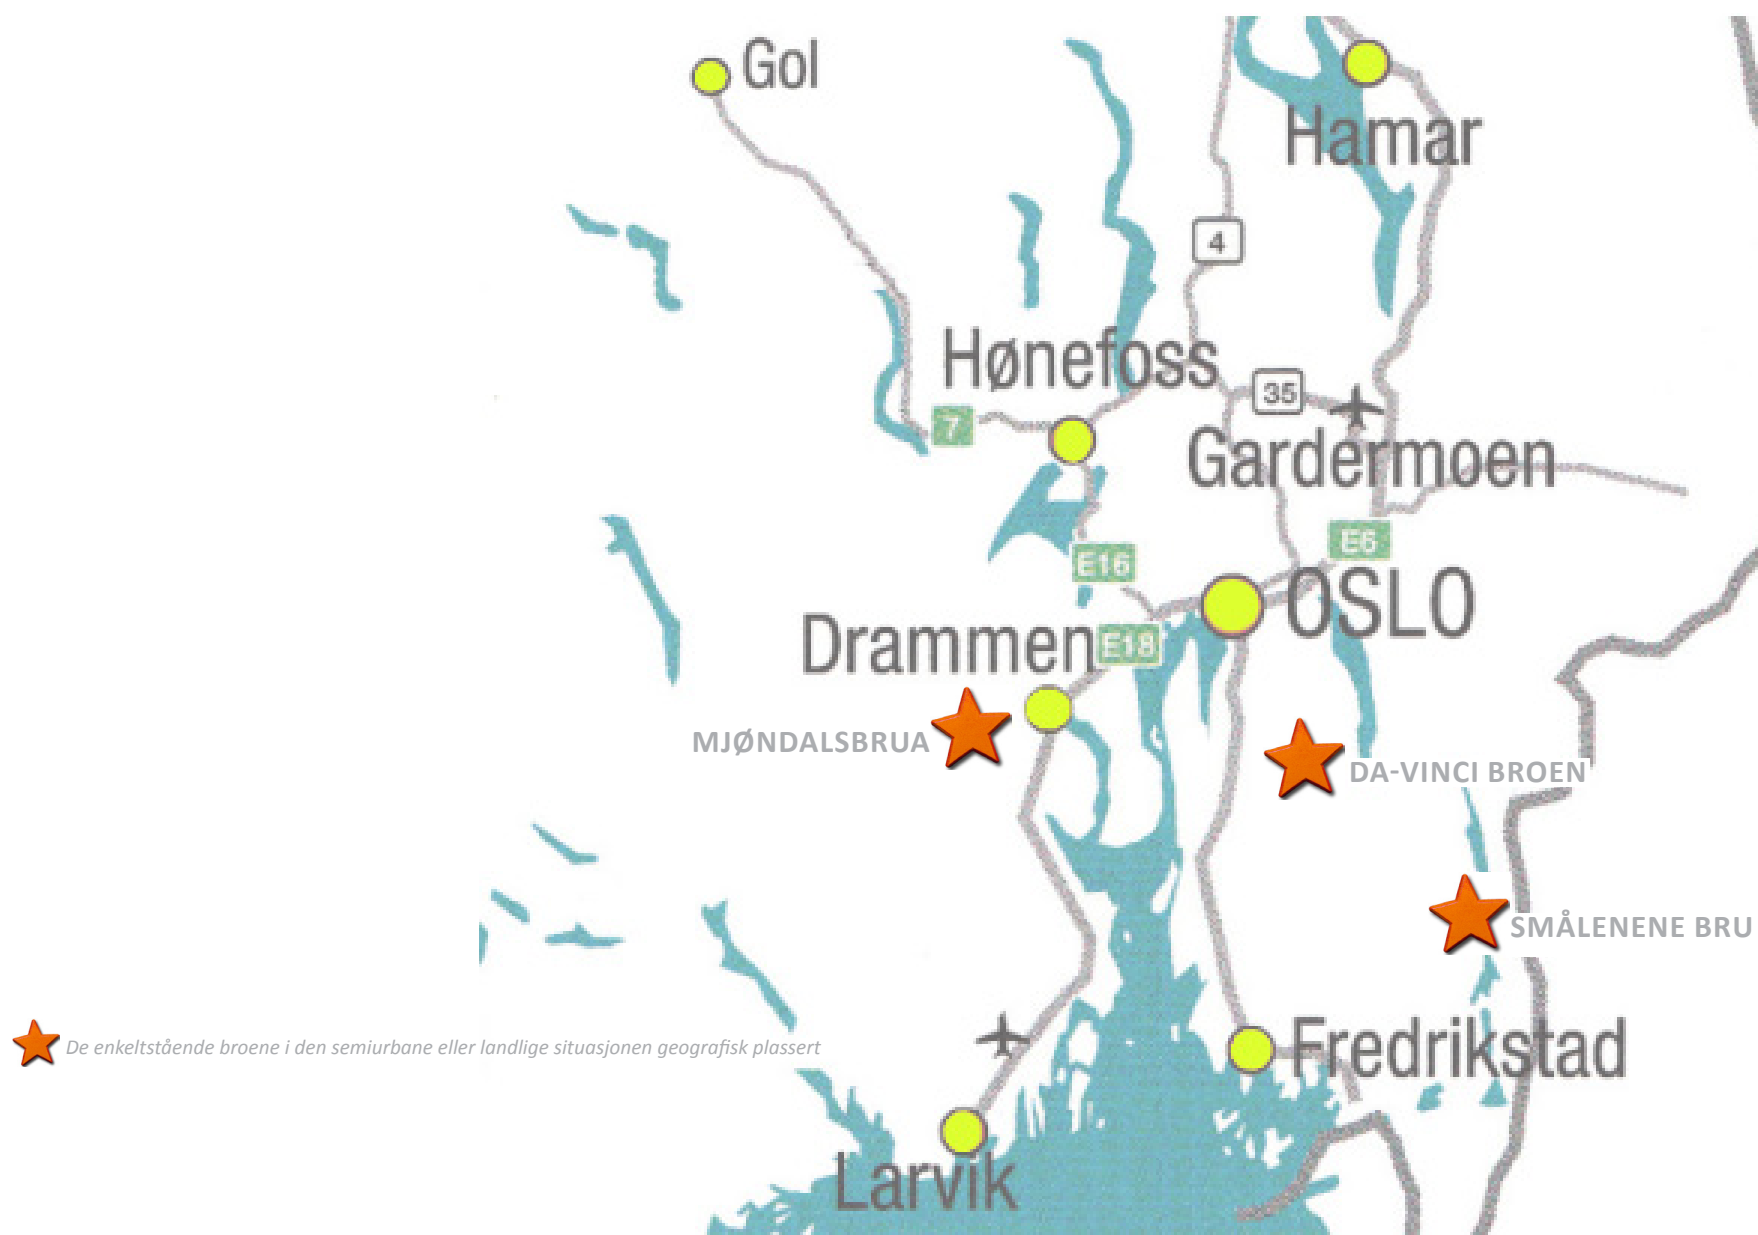 Gol
Hamar
4
Hønefoss
35
7
Gardermoen
E6
E16
OSLO
Drammen
E18
MJØNDALSBRUA
DA-VINCI BROEN
SMÅLENENE BRU
De enkeltstående broene i den semiurbane eller landlige situasjonen geografisk plassert
Fredrikstad
Larvik